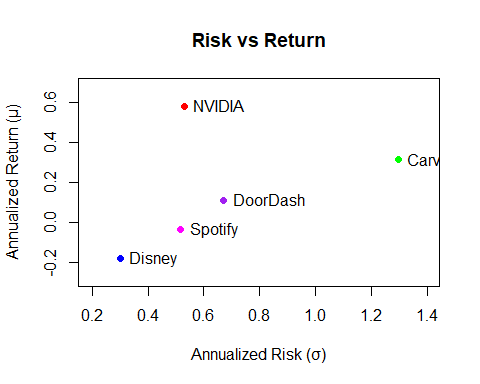 Risk vs Return
Annualized Return (μ)
0.6
0.4
0.2
0.0
-0.2
NVIDIA
Carv
DoorDash
Spotify
Disney
0.2 0.4 0.6 0.8 1.0 1.2 1.4
Annualized Risk (σ)